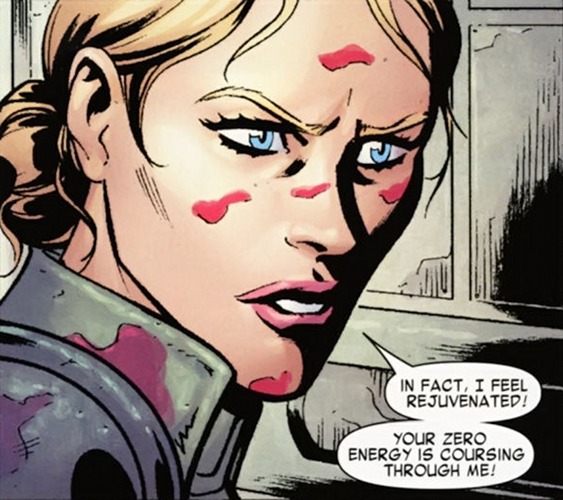 IN FACT, I FEEL
REJUVENATED!
YOUR ZERO
ENERGY IS COURSING
THROUGH ME!